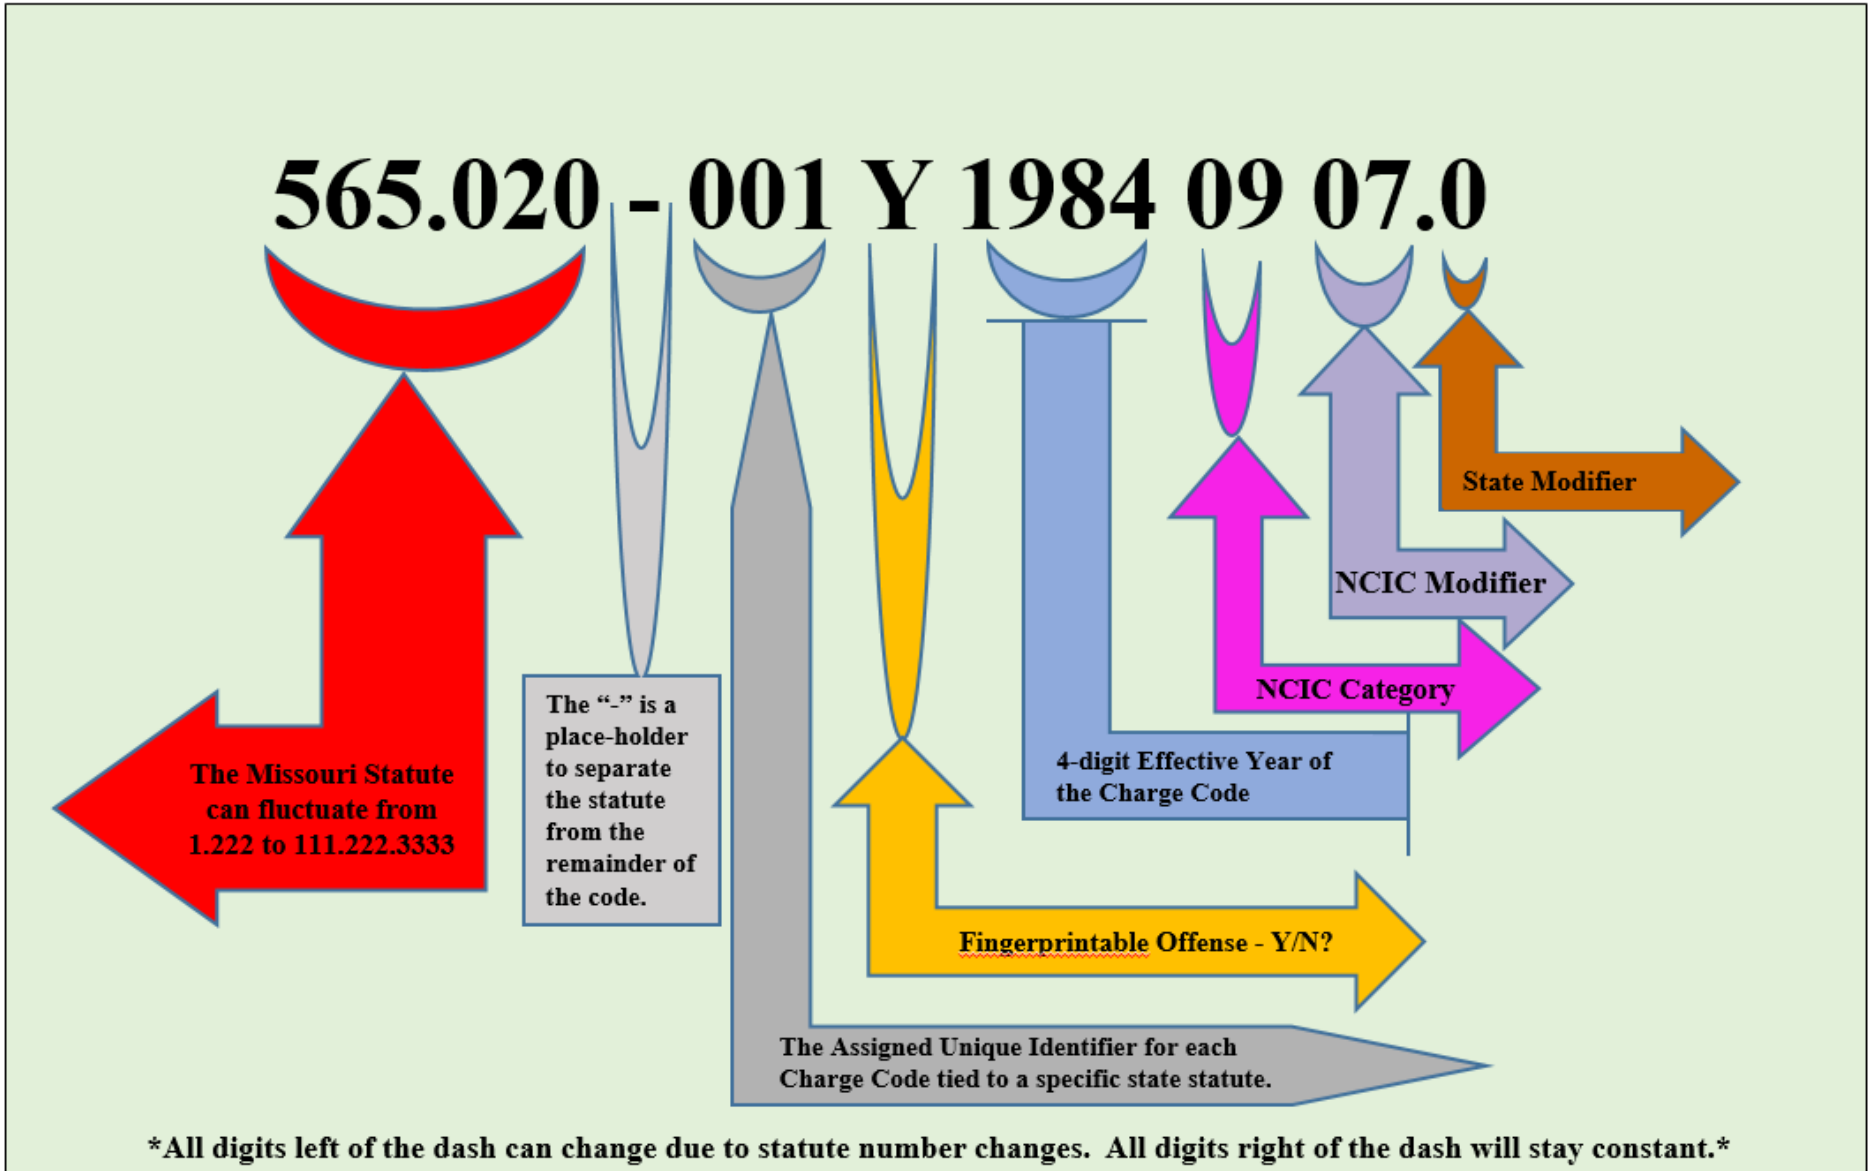 565.020 - 001 Y 1984 09 07.0
State Modifier
NCIC Modifier
NCIC Category
The “-” is a
place-holder
to separate
the statute
from the
remainder of
the code.
The Missouri Statute
can fluctuate from
1.222 to 111.222.3333
4-digit Effective Year of
the Charge Code
Fingerprintable Offense - Y/N?
The Assigned Unique Identifier for each
Charge Code tied to a specific state statute.
*All digits left of the dash can change due to statute number changes.  All digits right of the dash will stay constant.*